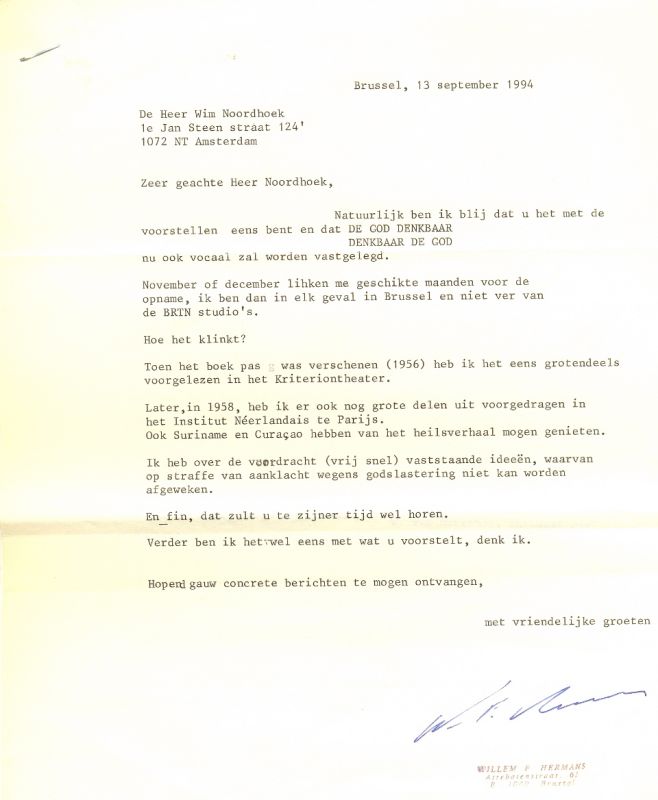 Brussel, 13 september 1994
De Heer Wim Noordhoek
1e Jan Steen straat 124'
1072 NT Amsterdam
Zeer geachte Heer Noordhoek,
Natuurlijk ben ik blij dat u het met de
voorstellen eens bent en dat DE GOD DENKBAAR
DENKBAAR DE GOD
nu ook vocaal zal worden vastgelegd.
November of december lihken me geschikte maanden voor de
opname, ik ben dan in elk geval in Brussel en niet ver van
de BRTN studio's.
Hoe het klinkt?
Toen het boek pas g was verschenen (1956) heb ik het eens grotendeels
voorgelezen in het Kriteriontheater.
Later,in 1958, heb ik er ook nog grote delen uit voorgedragen in
het Institut Néerlandais te Parijs.
Ook Suriname en Curaçao hebben van het heilsverhaal mogen genieten.
Ik heb over de voordracht (vrij snel) vaststaande ideeën, waarvan
op straffe van aanklacht wegens godslastering niet kan worden
afgeweken.
En fin, dat zult u te zijner tijd wel horen.
Verder ben ik het wel eens met wat u voorstelt, denk ik.
Hopend gauw concrete berichten te mogen ontvangen,
met vriendelijke groeten
W. F. Hermans
WILLEM F HERMANS